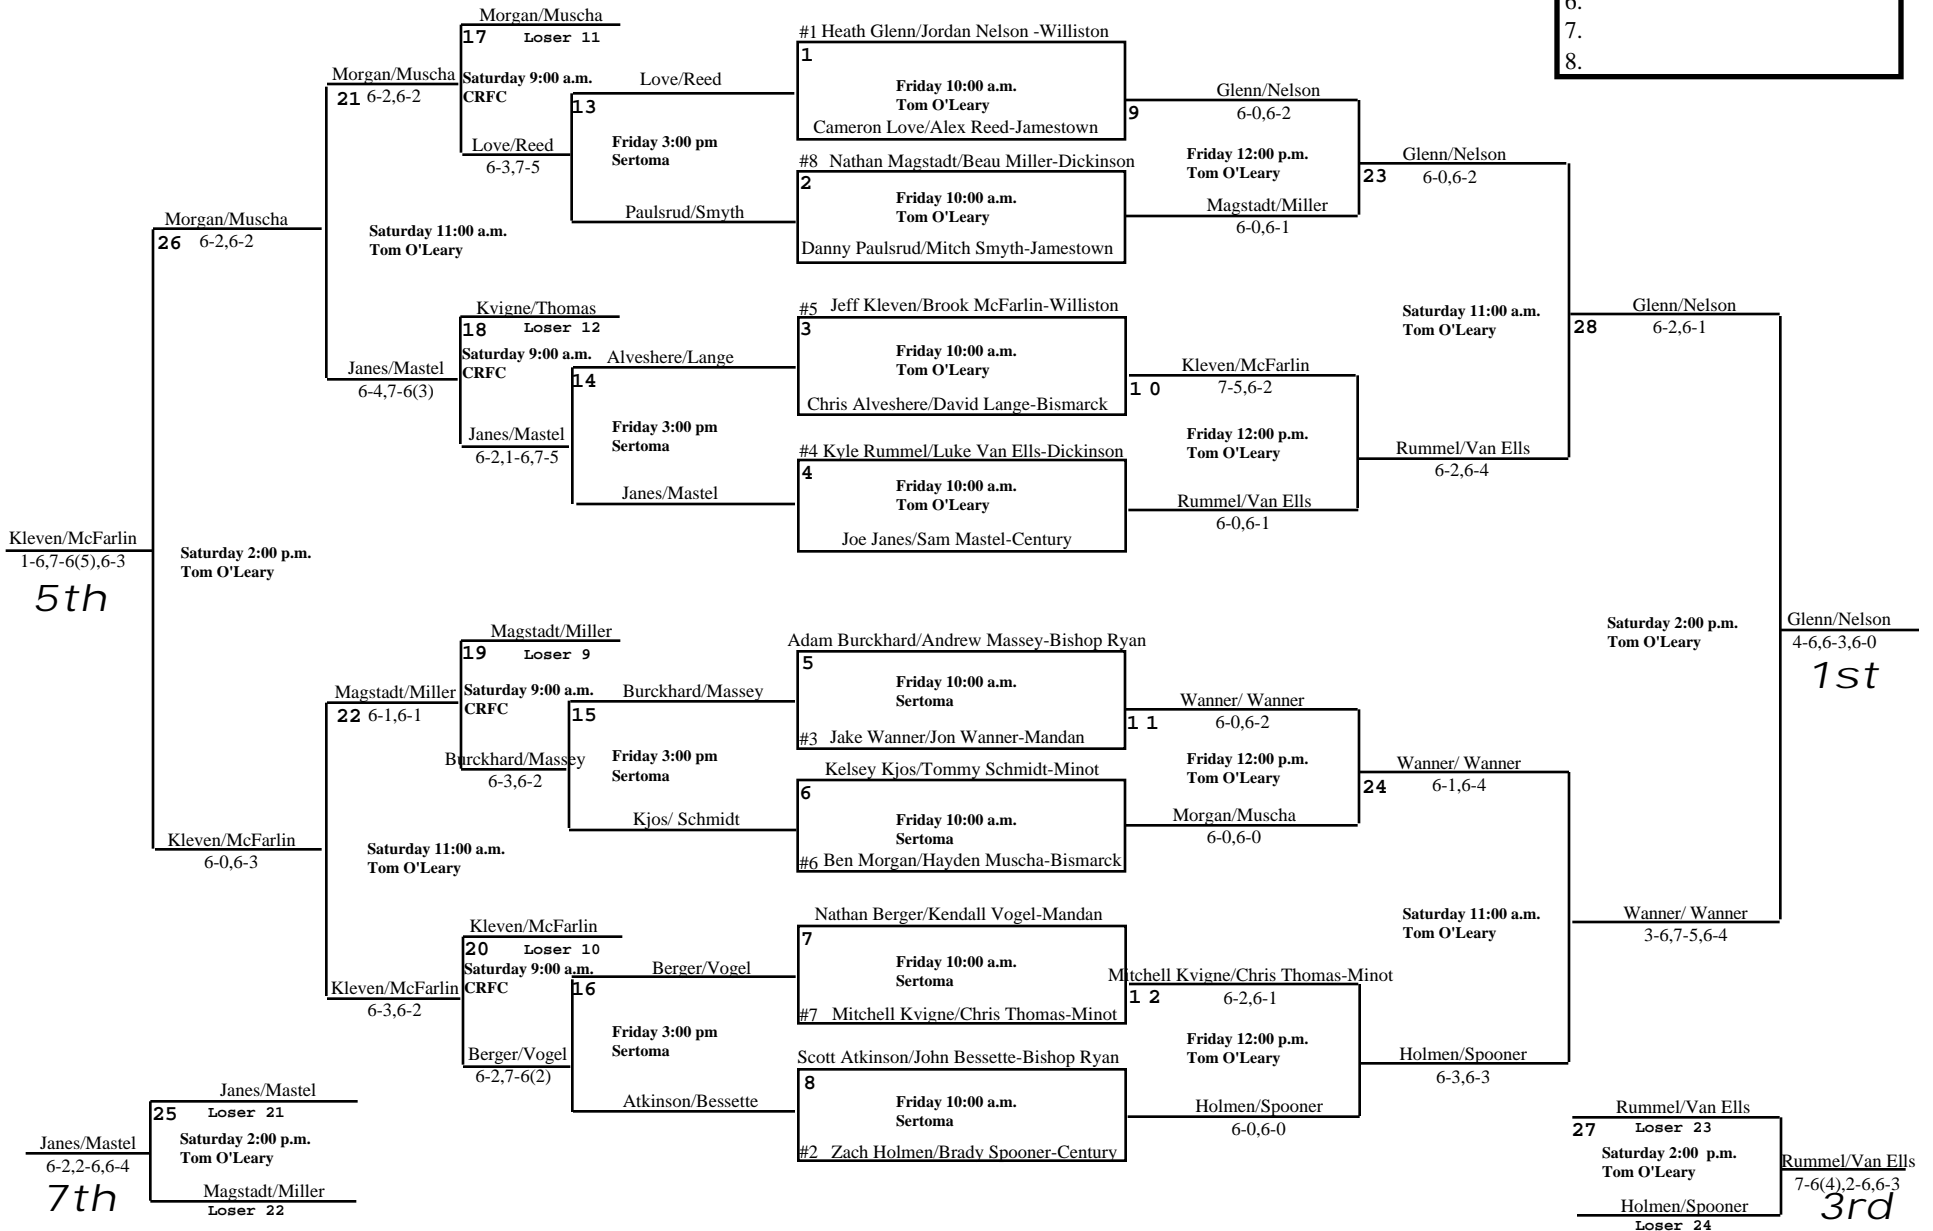 6.
7.
8.
Morgan/Muscha
17 Loser 11
Saturday 9:00 a.m.
CRFC
Morgan/Muscha
21 6-2,6-2
Love/Reed
13
Love/Reed
6-3,7-5
Friday 3:00 pm
Sertoma
Paulsrud/Smyth
Morgan/Muscha
26 6-2,6-2
Saturday 11:00 a.m.
Tom O'Leary
Kvigne/Thomas
18 Loser 12
Saturday 9:00 a.m.
CRFC
Janes/Mastel
6-4,7-6(3)
Alveshere/Lange
14
Janes/Mastel
6-2,1-6,7-5
Friday 3:00 pm
Sertoma
Janes/Mastel
Kleven/McFarlin
1-6,7-6(5),6-3
5th
Saturday 2:00 p.m.
Tom O'Leary
Magstadt/Miller
19 Loser 9
Saturday 9:00 a.m.
CRFC
Magstadt/Miller
22 6-1,6-1
Burckhard/Massey
15
Burckhard/Massey
6-3,6-2
Friday 3:00 pm
Sertoma
Kjos/ Schmidt
Kleven/McFarlin
6-0,6-3
Saturday 11:00 a.m.
Tom O'Leary
Kleven/McFarlin
20 Loser 10
Saturday 9:00 a.m.
CRFC
Kleven/McFarlin
6-3,6-2
Berger/Vogel
16
Berger/Vogel
6-2,7-6(2)
Friday 3:00 pm
Sertoma
Atkinson/Bessette
Janes/Mastel
25 Loser 21
Saturday 2:00 p.m.
Tom O'Leary
Janes/Mastel
6-2,2-6,6-4
7th
Magstadt/Miller
Loser 22
#1 Heath Glenn/Jordan Nelson -Williston
1
Friday 10:00 a.m.
Tom O'Leary
Cameron Love/Alex Reed-Jamestown
#8 Nathan Magstadt/Beau Miller-Dickinson
2
Friday 10:00 a.m.
Tom O'Leary
Danny Paulsrud/Mitch Smyth-Jamestown
#5 Jeff Kleven/Brook McFarlin-Williston
3
Friday 10:00 a.m.
Tom O'Leary
Chris Alveshere/David Lange-Bismarck
#4 Kyle Rummel/Luke Van Ells-Dickinson
4
Friday 10:00 a.m.
Tom O'Leary
Joe Janes/Sam Mastel-Century
Adam Burckhard/Andrew Massey-Bishop Ryan
5
Friday 10:00 a.m.
Sertoma
#3 Jake Wanner/Jon Wanner-Mandan
Kelsey Kjos/Tommy Schmidt-Minot
6
Friday 10:00 a.m.
Sertoma
#6 Ben Morgan/Hayden Muscha-Bismarck
Nathan Berger/Kendall Vogel-Mandan
7
Friday 10:00 a.m.
Sertoma
#7 Mitchell Kvigne/Chris Thomas-Minot
Scott Atkinson/John Bessette-Bishop Ryan
8
Friday 10:00 a.m.
Sertoma
#2 Zach Holmen/Brady Spooner-Century
Glenn/Nelson
9 6-0,6-2
Friday 12:00 p.m.
Tom O'Leary
Magstadt/Miller
6-0,6-1
Glenn/Nelson
23 6-0,6-2
Kleven/McFarlin
10 7-5,6-2
Friday 12:00 p.m.
Tom O'Leary
Rummel/Van Ells
6-0,6-1
Saturday 11:00 a.m.
Tom O'Leary
Rummel/Van Ells
6-2,6-4
Glenn/Nelson
28 6-2,6-1
Wanner/ Wanner
11 6-0,6-2
Friday 12:00 p.m.
Tom O'Leary
Morgan/Muscha
6-0,6-0
Wanner/ Wanner
24 6-1,6-4
Mitchell Kvigne/Chris Thomas-Minot
12 6-2,6-1
Friday 12:00 p.m.
Tom O'Leary
Holmen/Spooner
6-0,6-0
Saturday 11:00 a.m.
Tom O'Leary
Holmen/Spooner
6-3,6-3
Wanner/ Wanner
3-6,7-5,6-4
Saturday 2:00 p.m.
Tom O'Leary
Glenn/Nelson
4-6,6-3,6-0
1st
Rummel/Van Ells
27 Loser 23
Saturday 2:00 p.m.
Tom O'Leary
Rummel/Van Ells
7-6(4),2-6,6-3
3rd
Holmen/Spooner
Loser 24